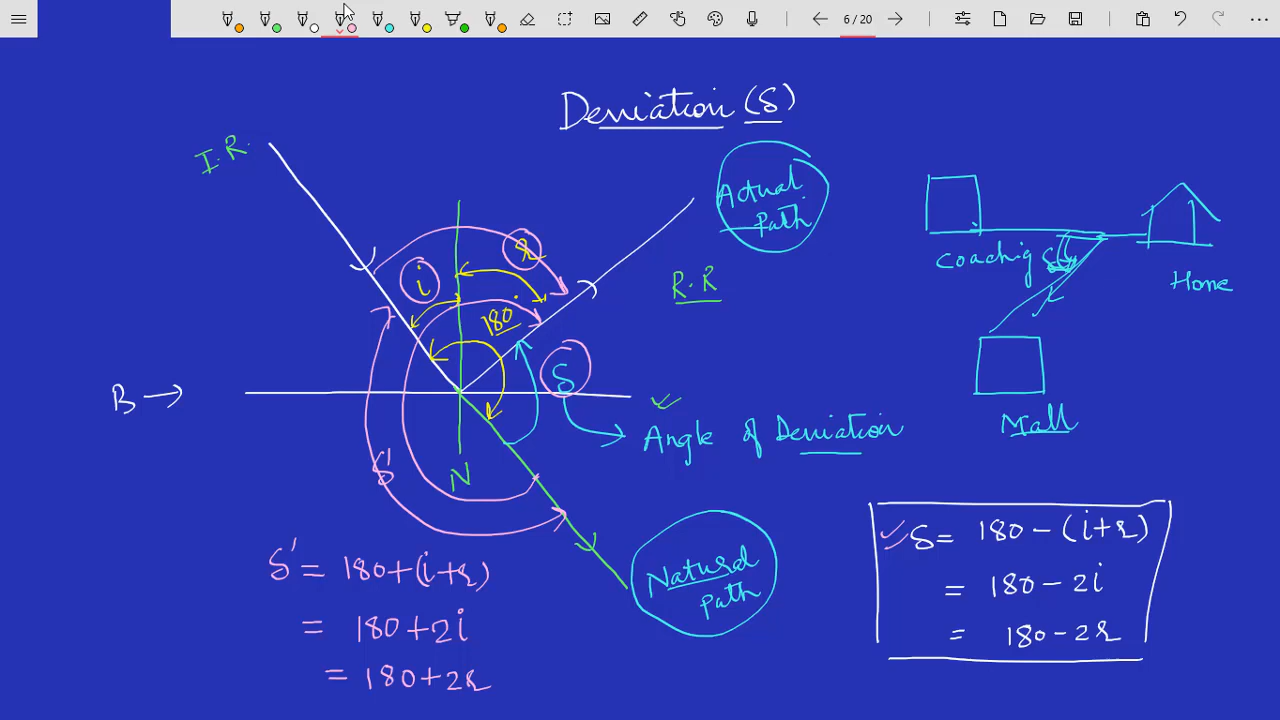 6 / 20
Deviation (δ)
I.R.
Actual
path
i
r
180°
R.R
Coaching
Home
B →
δ
Angle of Deviation
Mall
δ'
N
Natural
path
δ' = 180+(i+r)
= 180+2i
= 180+2r
δ = 180-(i+r)
= 180-2i
= 180-2r